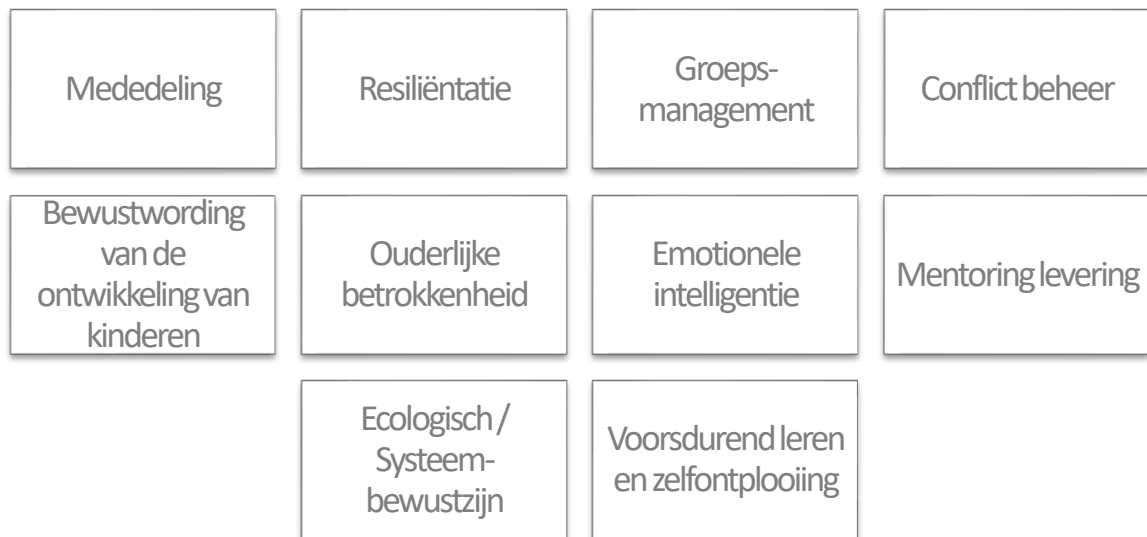 Mededeling
Resiliëntatie
Groeps-
management
Conflict beheer
Bewustwording
van de
ontwikkeling van
kinderen
Ouderlijke
betrokkenheid
Emotionele
intelligentie
Mentoring levering
Ecologisch /
Systeem-
bewustzijn
Voorsdurend leren
en zelfontplooiing